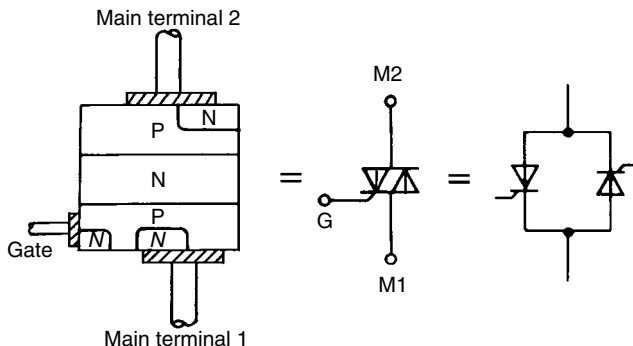 Main terminal 2
N
P
N
P
N
N
Gate
Main terminal 1
=
M2
G
M1
=